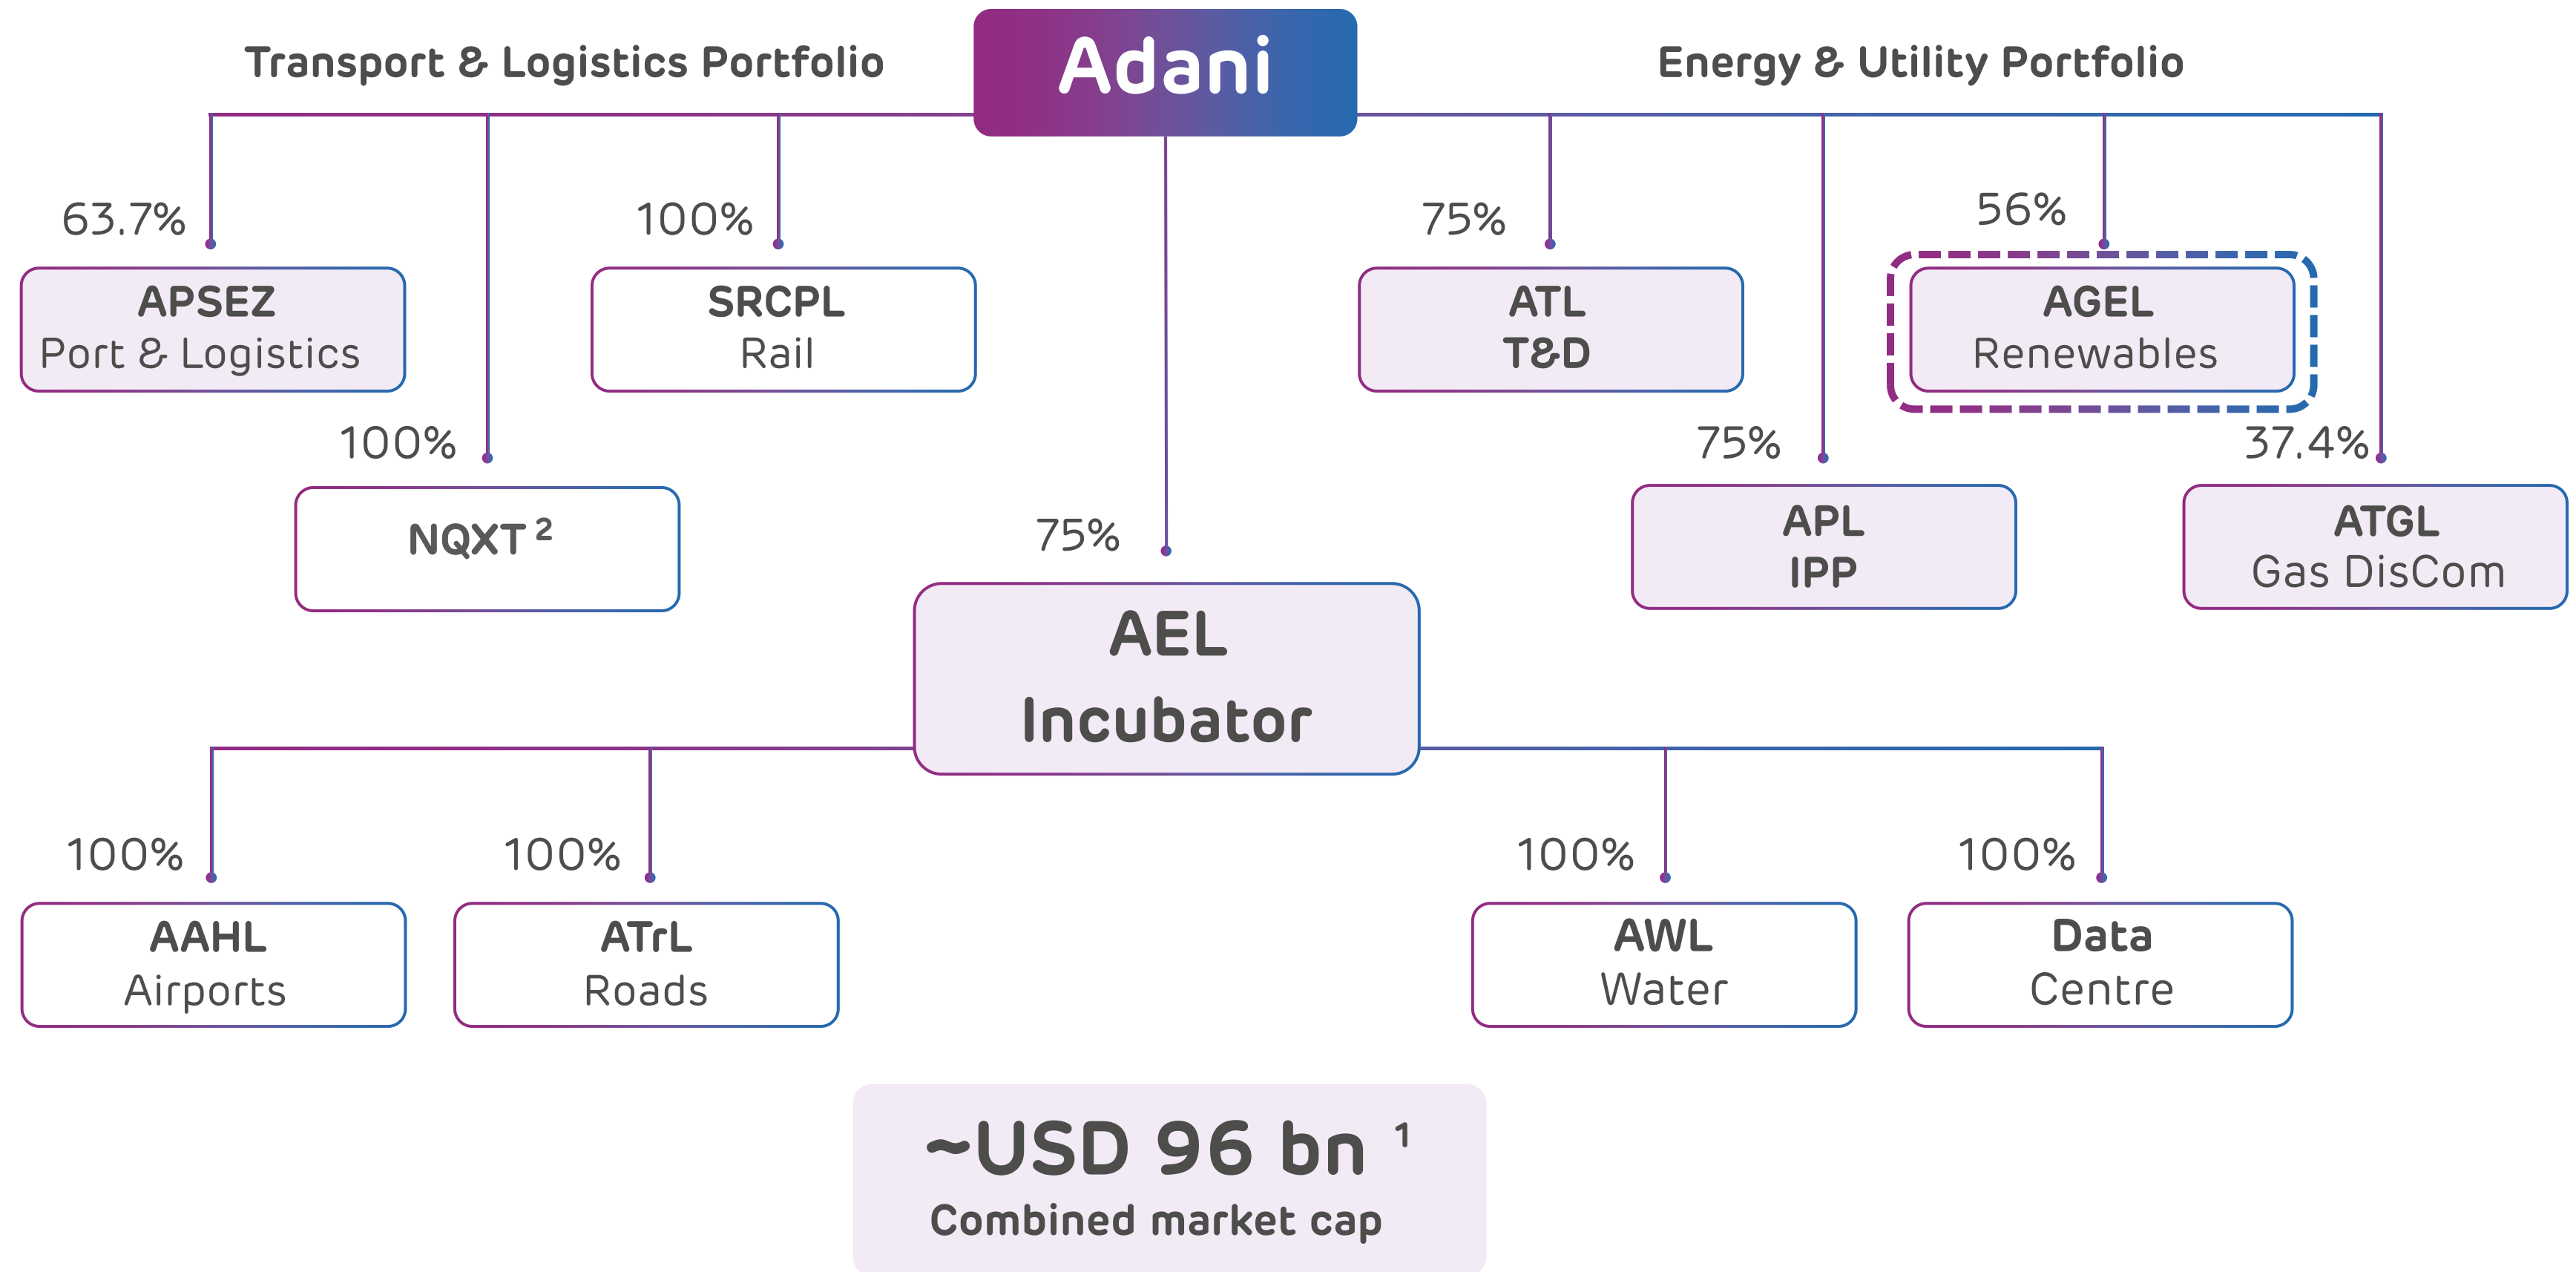 Adani
Transport & Logistics Portfolio
Energy & Utility Portfolio
63.7%
APSEZ
Port & Logistics
100%
NQXT 2
100%
SRCPL
Rail
75%
ATL
T&D
75%
APL
IPP
56%
AGEL
Renewables
37.4%
ATGL
Gas DisCom
75%
AEL
Incubator
100%
AAHL
Airports
100%
ATrL
Roads
100%
AWL
Water
100%
Data
Centre
~USD 96 bn 1
Combined market cap